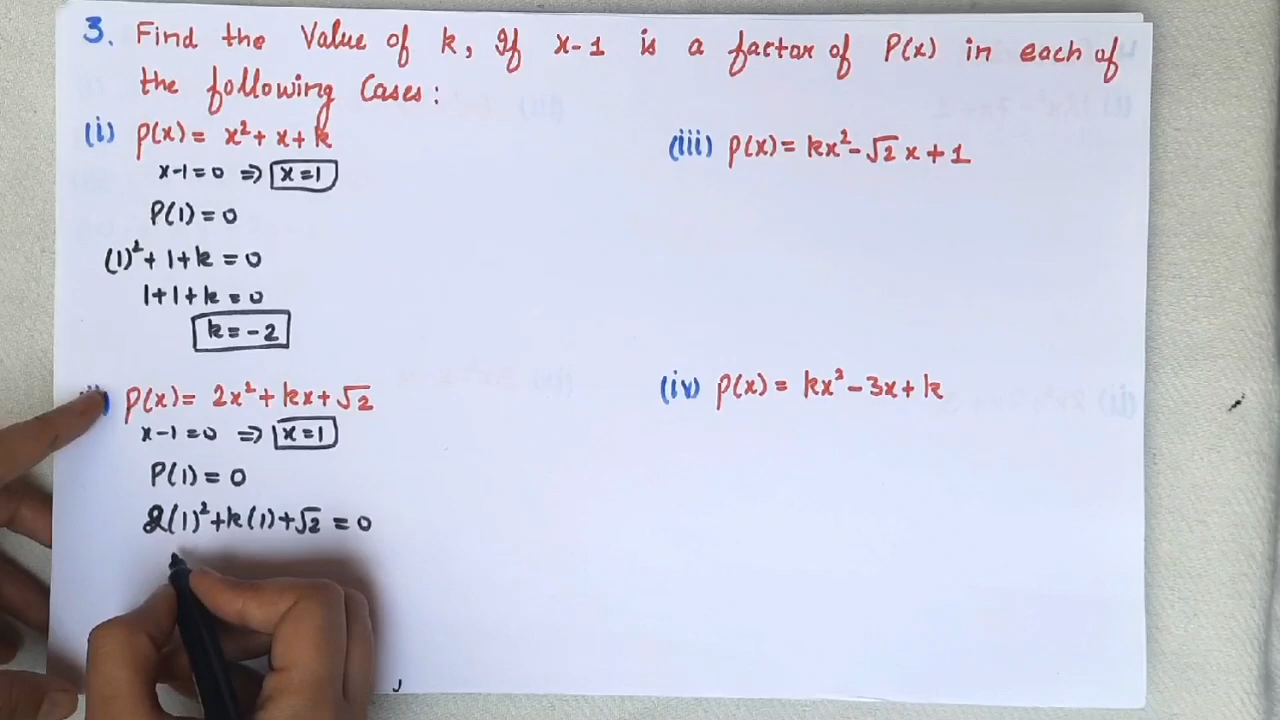 3. Find the Value of k, If x-1 is a factor of P(x) in each of
the following Cases:
(i) p(x) = x² + x + k
x-1 = 0 ⇒ x = 1
P(1) = 0
(1)² + 1 + k = 0
1 + 1 + k = 0
k = -2
p(x) = 2x² + kx + √2
x-1 = 0 ⇒ x = 1
P(1) = 0
2(1)² + k(1) + √2 = 0
(iii) p(x) = kx² - √2 x + 1
(iv) p(x) = kx² - 3x + k